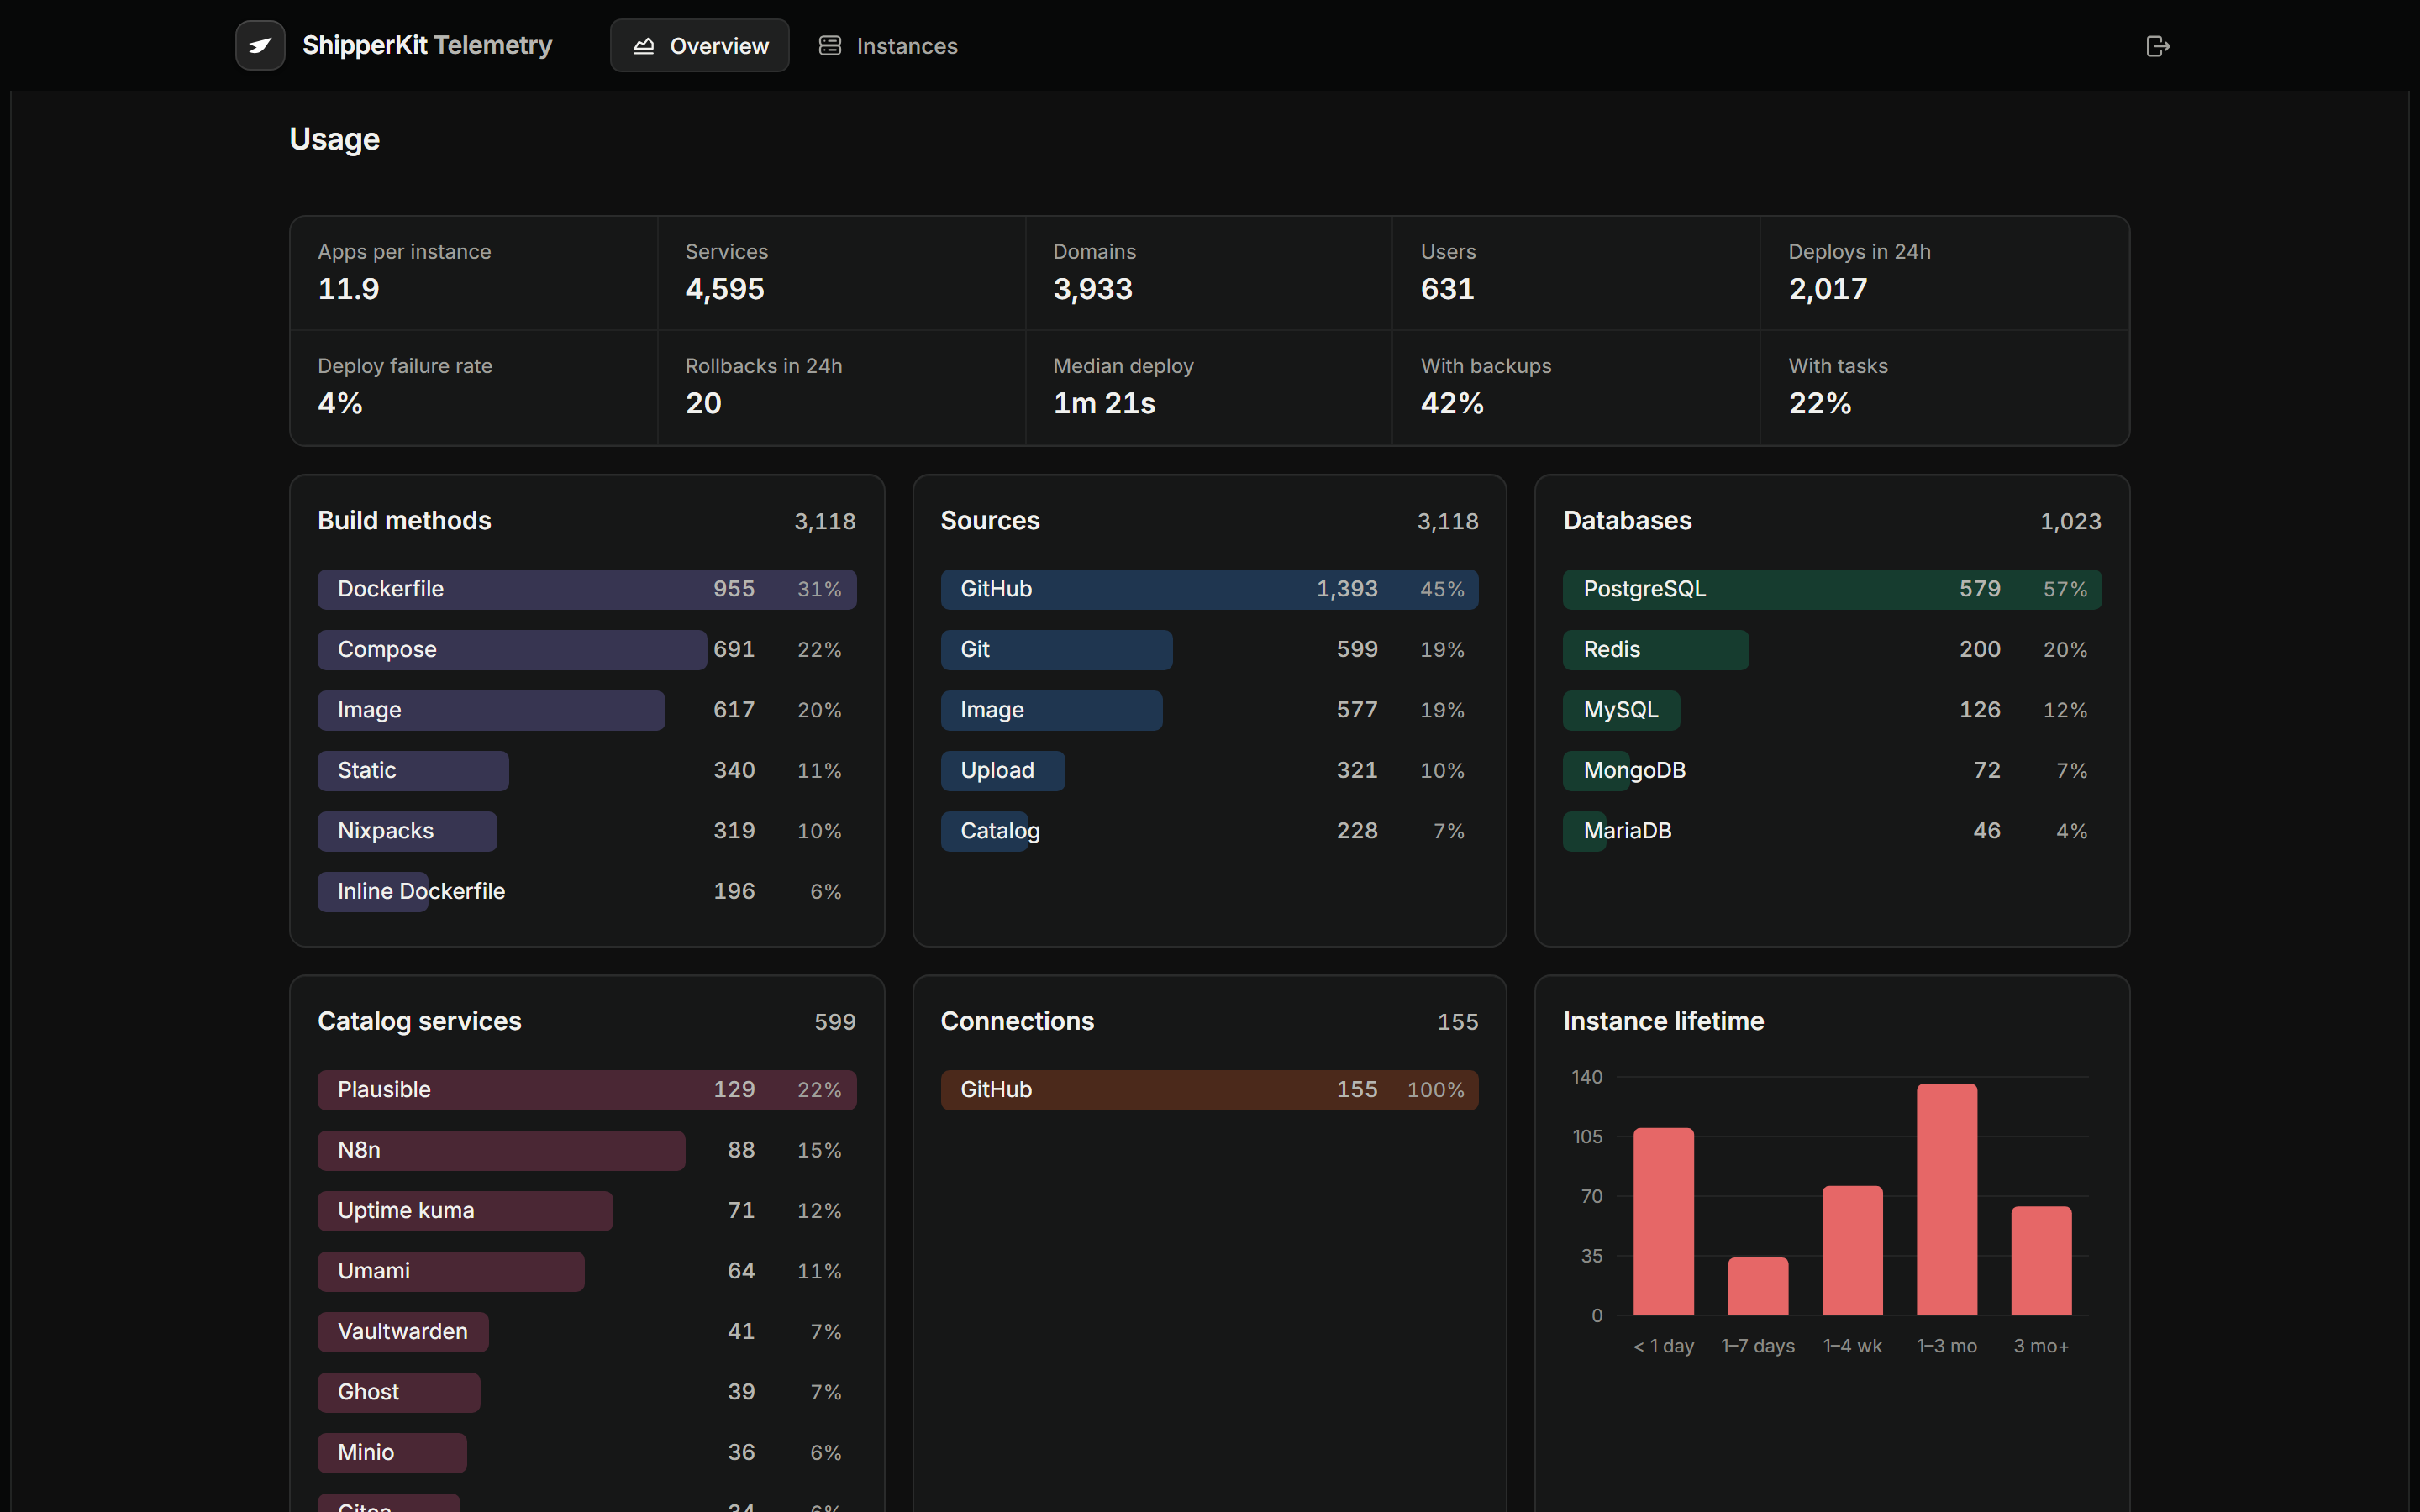 ShipperKit Telemetry
Overview
Instances
Usage
Apps per instance
11.9
Services
4,595
Domains
3,933
Users
631
Deploys in 24h
2,017
Deploy failure rate
4%
Rollbacks in 24h
20
Median deploy
1m 21s
With backups
42%
With tasks
22%
Build methods 3,118
Dockerfile 955 31%
Compose 691 22%
Image 617 20%
Static 340 11%
Nixpacks 319 10%
Inline Dockerfile 196 6%
Sources 3,118
GitHub 1,393 45%
Git 599 19%
Image 577 19%
Upload 321 10%
Catalog 228 7%
Databases 1,023
PostgreSQL 579 57%
Redis 200 20%
MySQL 126 12%
MongoDB 72 7%
MariaDB 46 4%
Catalog services 599
Plausible 129 22%
N8n 88 15%
Uptime kuma 71 12%
Umami 64 11%
Vaultwarden 41 7%
Ghost 39 7%
Minio 36 6%
Gitea 34 6%
Connections 155
GitHub 155 100%
Instance lifetime
140
105
70
35
0
< 1 day 1–7 days 1–4 wk 1–3 mo 3 mo+